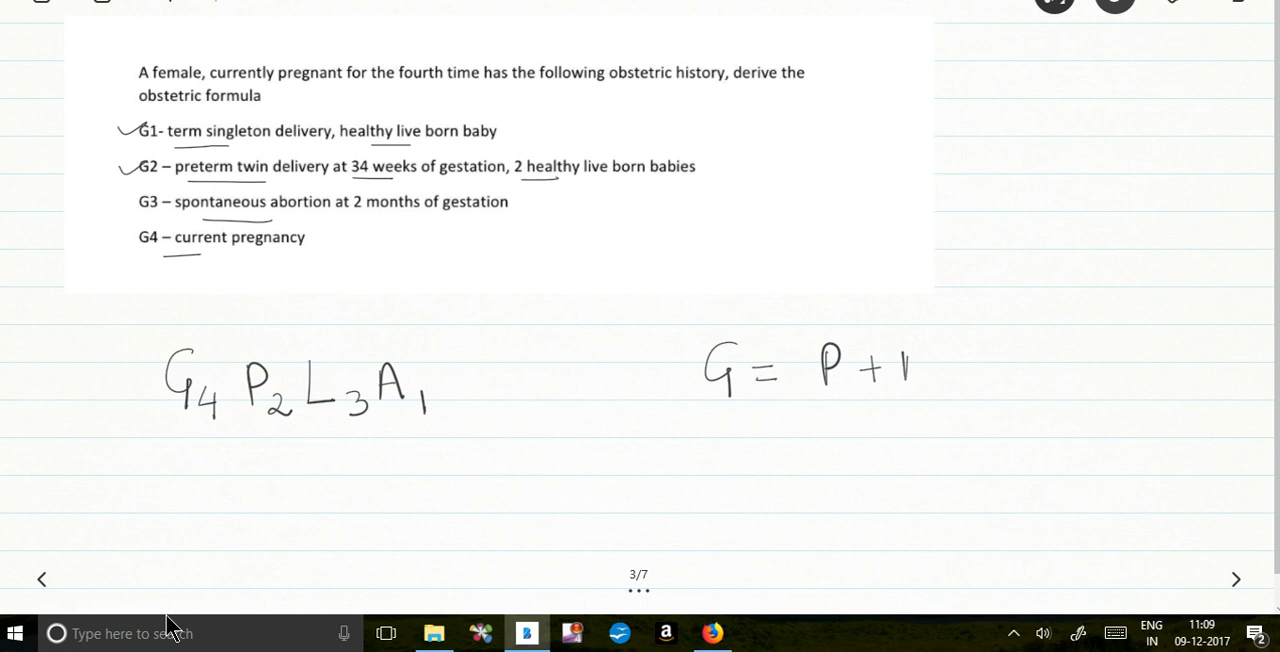 A female, currently pregnant for the fourth time has the following obstetric history, derive the
obstetric formula
G1- term singleton delivery, healthy live born baby
G2 – preterm twin delivery at 34 weeks of gestation, 2 healthy live born babies
G3 – spontaneous abortion at 2 months of gestation
G4 – current pregnancy
G4 P2 L3 A1
G = P + 1
3/7
Type here to search
ENG
IN
11:09
09-12-2017
2